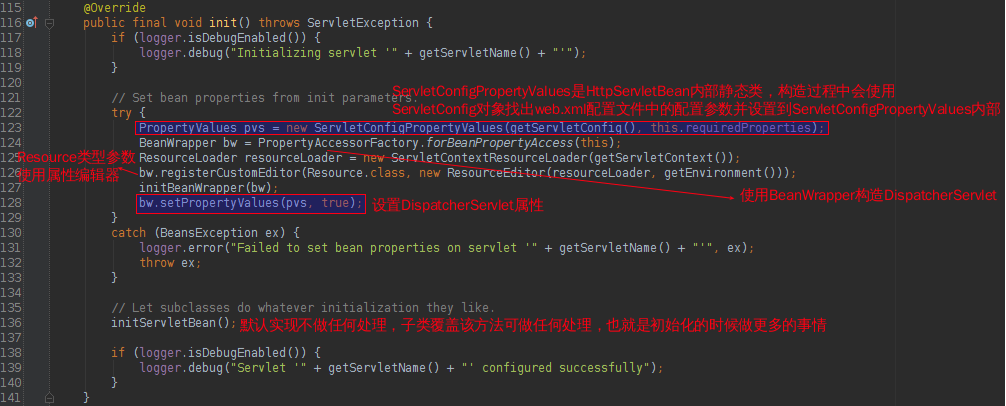 115 @Override
116 public final void init() throws ServletException {
117 if (logger.isDebugEnabled()) {
118 logger.debug("Initializing servlet '" + getServletName() + "'");
119 }
120
ServletConfigPropertyValues是HttpServletBean内部静态类，构造过程中会使用
121 // Set bean properties from init parameters.
ServletConfig对象找出web.xml配置文件中的配置参数并设置到ServletConfigPropertyValues内部
122 try {
123 PropertyValues pvs = new ServletConfigPropertyValues(getServletConfig(), this.requiredProperties);
124 BeanWrapper bw = PropertyAccessorFactory.forBeanPropertyAccess(this);
Resource类型参数
125 ResourceLoader resourceLoader = new ServletContextResourceLoader(getServletContext());
使用属性编辑器
126 bw.registerCustomEditor(Resource.class, new ResourceEditor(resourceLoader, getEnvironment()));
127 initBeanWrapper(bw);
使用BeanWrapper构造DispatcherServlet
128 bw.setPropertyValues(pvs, true); 设置DispatcherServlet属性
129 }
130 catch (BeansException ex) {
131 logger.error("Failed to set bean properties on servlet '" + getServletName() + "'", ex);
132 throw ex;
133 }
134
135 // Let subclasses do whatever initialization they like.
136 initServletBean(); 默认实现不做任何处理，子类覆盖该方法可做任何处理，也就是初始化的时候做更多的事情
137
138 if (logger.isDebugEnabled()) {
139 logger.debug("Servlet '" + getServletName() + "' configured successfully");
140 }
141 }